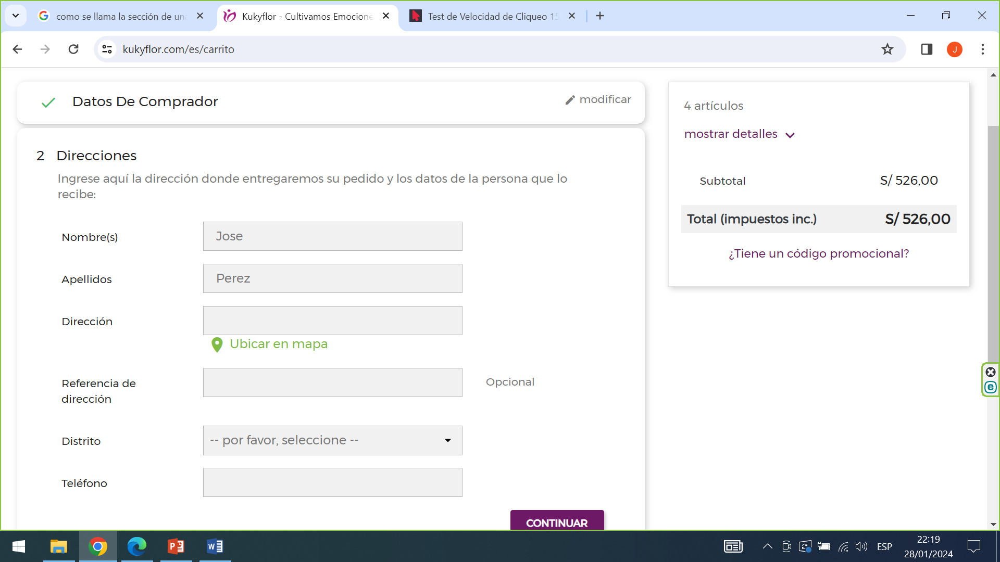 como se llama la sección de un
Kukyflor - Cultivamos Emocione
Test de Velocidad de Cliqueo 15
kukyflor.com/es/carrito
J
Datos De Comprador
modificar
2 Direcciones
Ingrese aquí la dirección donde entregaremos su pedido y los datos de la persona que lo
recibe:
Nombre(s)
Jose
Apellidos
Perez
Dirección
Ubicar en mapa
Referencia de
dirección
Opcional
Distrito
-- por favor, seleccione --
Teléfono
CONTINUAR
4 artículos
mostrar detalles
Subtotal
S/ 526,00
Total (impuestos inc.)
S/ 526,00
¿Tiene un código promocional?
ESP
22:19
28/01/2024